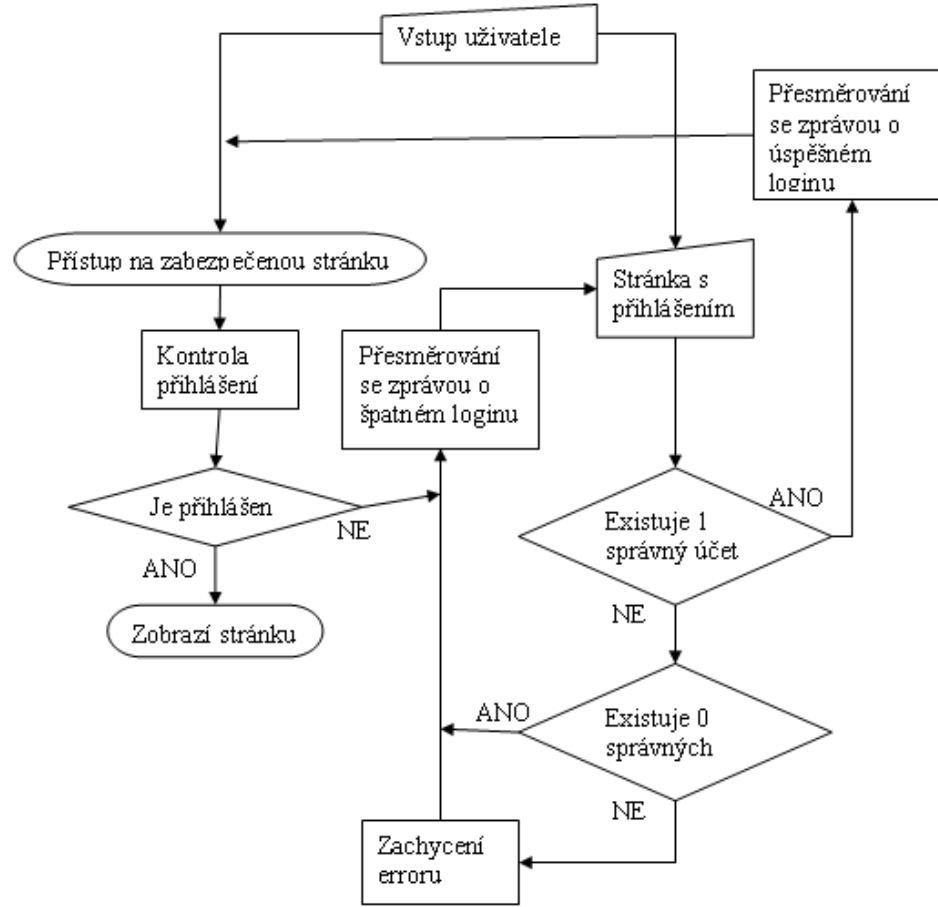 Vstup uživatele
Přesměrování
se zprávou o
úspěšném
loginu
Přístup na zabezpečenou stránku
Stránka s
přihlášením
Kontrola
přihlášení
Přesměrování
se zprávou o
špatném loginu
Je přihlášen
NE
ANO
Zobrazí stránku
Existuje 1
správný účet
ANO
NE
Existuje 0
správných
ANO
NE
Zachycení
erroru